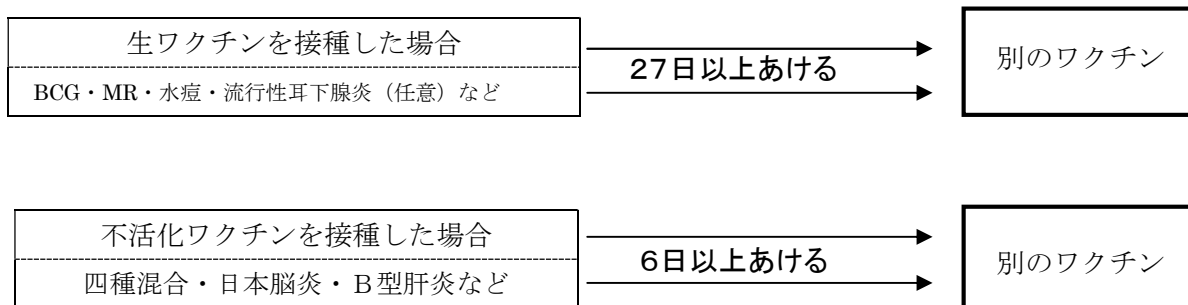 生ワクチンを接種した場合
BCG・MR・水痘・流行性耳下腺炎（任意）など
27日以上あける
別のワクチン
不活化ワクチンを接種した場合
四種混合・日本脳炎・Ｂ型肝炎など
6日以上あける
別のワクチン